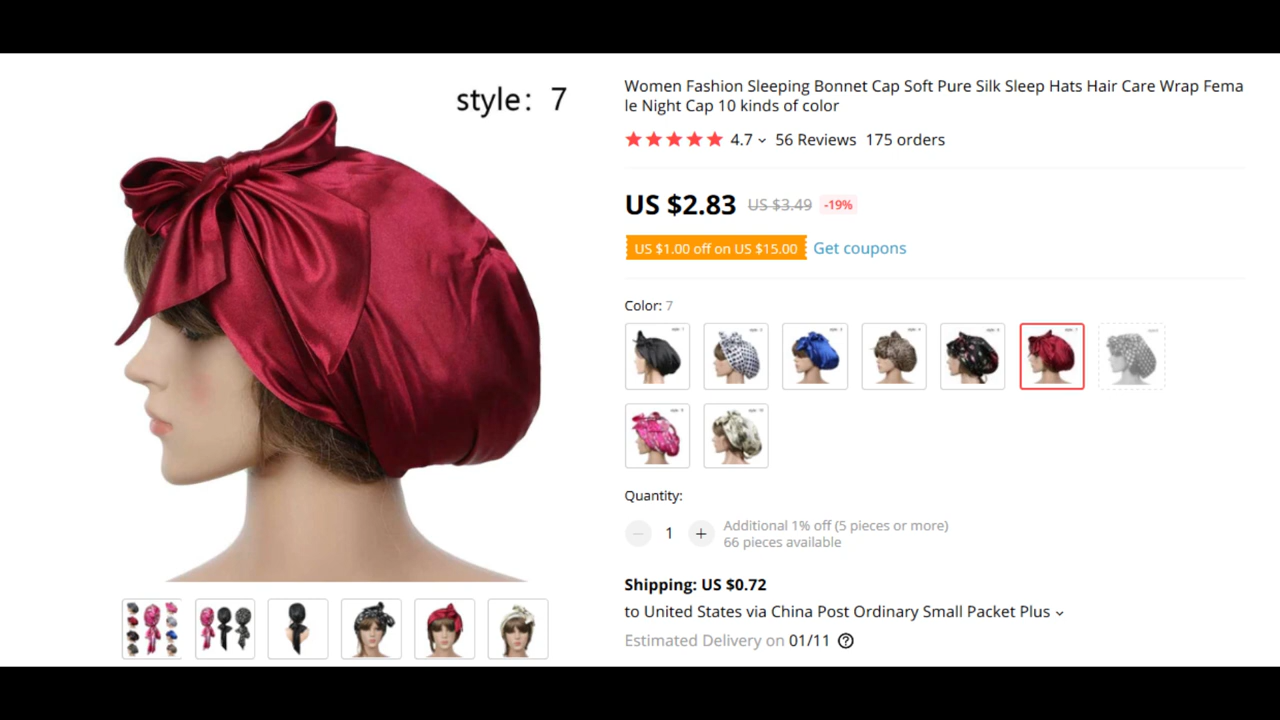 style: 7
Women Fashion Sleeping Bonnet Cap Soft Pure Silk Sleep Hats Hair Care Wrap Fema
le Night Cap 10 kinds of color
4.7 56 Reviews 175 orders
US $2.83 US $3.49 -19%
US $1.00 off on US $15.00 Get coupons
Color: 7
Quantity:
1
Additional 1% off (5 pieces or more)
66 pieces available
Shipping: US $0.72
to United States via China Post Ordinary Small Packet Plus
Estimated Delivery on 01/11